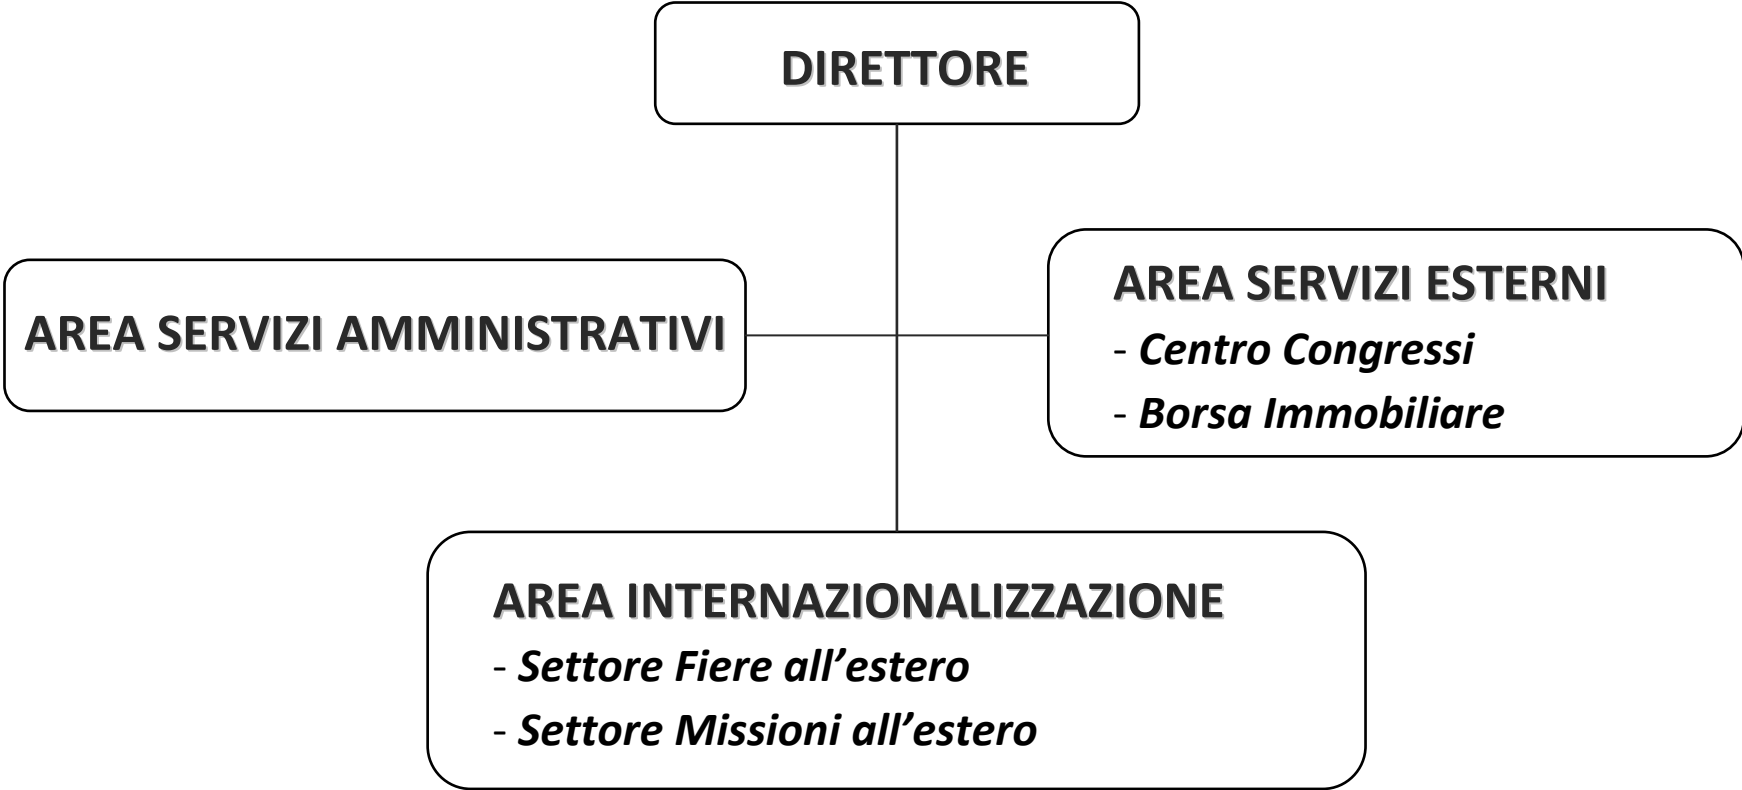 DIRETTORE
AREA SERVIZI AMMINISTRATIVI
AREA SERVIZI ESTERNI
- Centro Congressi
- Borsa Immobiliare
AREA INTERNAZIONALIZZAZIONE
- Settore Fiere all’estero
- Settore Missioni all’estero